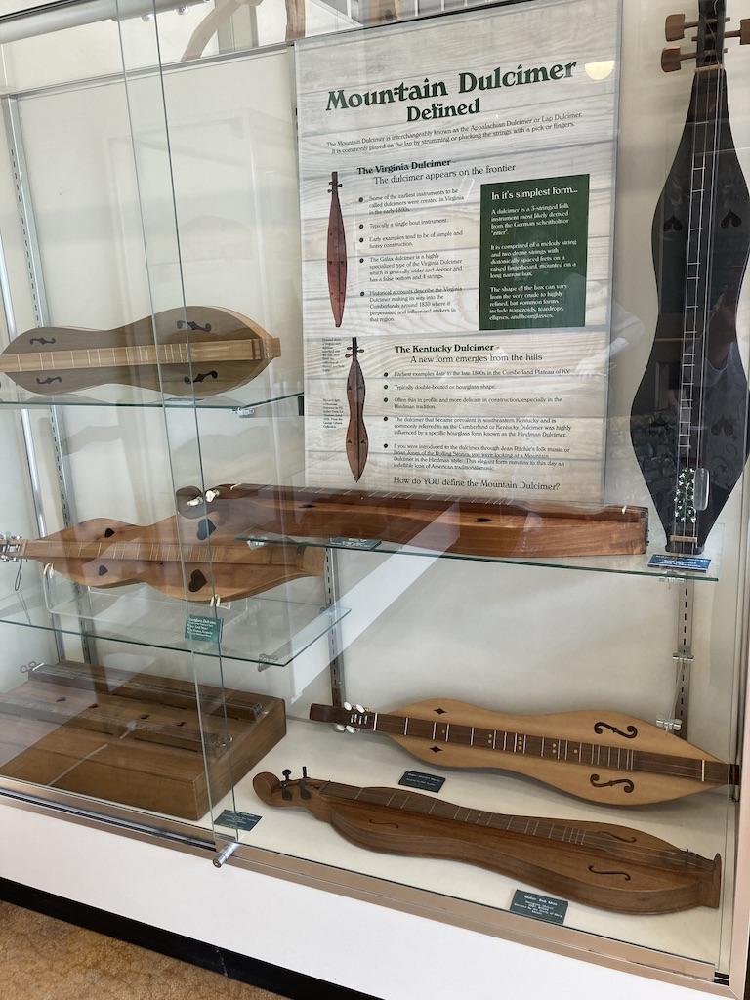 Mountain Dulcimer
Defined
The Mountain Dulcimer is interchangeably known as the Appalachian Dulcimer or Lap Dulcimer.
It is commonly played on the lap by strumming or plucking the strings with a pick or fingers.
The Virginia Dulcimer -
The dulcimer appears on the frontier
Some of the earliest instruments to be
called dulcimers were created in Virginia
in the early 1800s.
Typically a single bout instrument.
Early examples tend to be of simple and
heavy construction.
The Galax dulcimer is a highly
specialized type of the Virginia Dulcimer
which is generally wider and deeper and
has a false bottom and 4 strings.
Historical accounts describe the Virginia
Dulcimer making its way into the
Cumberlands around 1830 where it
perpetuated and influenced makers in
that region.
In it's simplest form...
A dulcimer is a 3-stringed folk
instrument most likely derived
from the German scheitholt or
"zitter".
It is comprised of a melody string
and two drone strings with
diatonically spaced frets on a
raised fingerboard, mounted on a
long narrow box.
The shape of the box can vary
from the very crude to highly
refined, but common forms
include trapezoids, teardrops,
ellipses, and hourglasses.
The Kentucky Dulcimer -
A new form emerges from the hills
Earliest examples date to the late 1800s in the Cumberland Plateau of KY.
Typically double-bouted or hourglass shape.
Often thin in profile and more delicate in construction, especially in the
Hindman tradition.
The dulcimer that became prevalent in southeastern Kentucky and is
commonly referred to as the Cumberland or Kentucky Dulcimer was highly
influenced by a specific hourglass form known as the Hindman Dulcimer.
If you were introduced to the dulcimer through Jean Ritchie's folk music or
Brian Jones of the Rolling Stones, you were looking at a Mountain
Dulcimer in the Hindman style. This elegant form remains to this day an
indelible icon of American traditional music.
How do YOU define the Mountain Dulcimer?